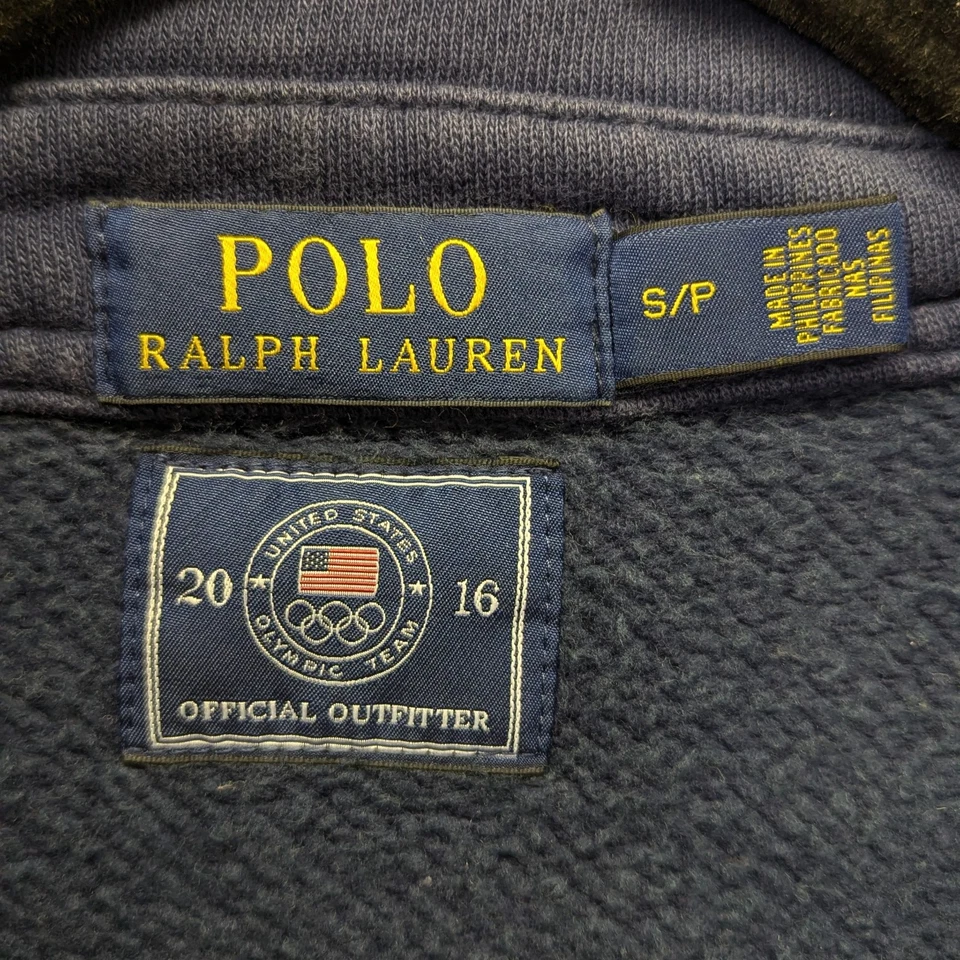 POLO
RALPH LAUREN
S/P
MADE IN
PHILIPPINES
FABRICADO
NAS
FILIPINAS
UNITED STATES
20 16
OLYMPIC TEAM
OFFICIAL OUTFITTER